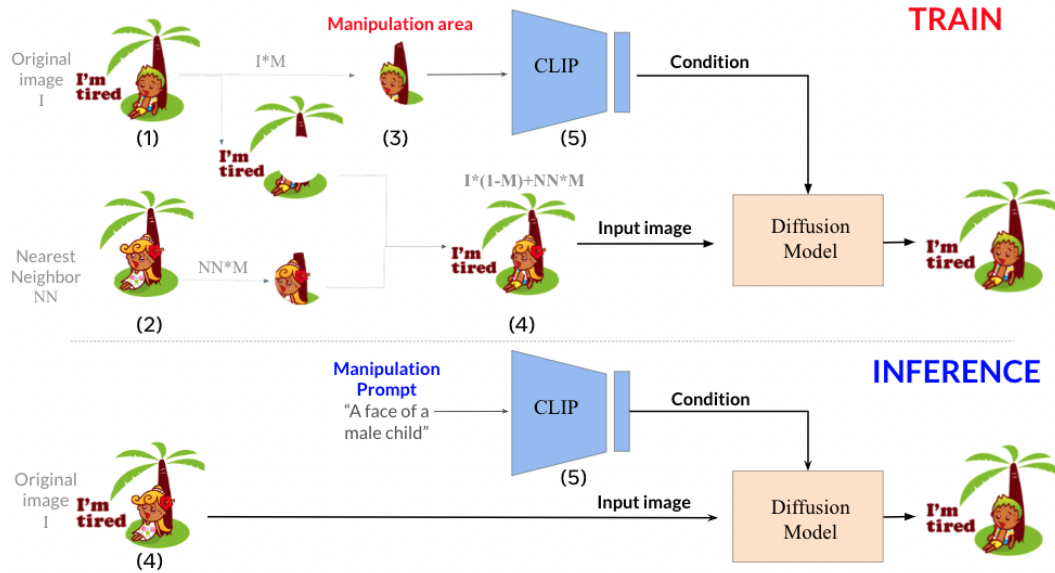 TRAIN
Manipulation area
Original
image
I
I'm
tired
I*M
CLIP
Condition
(1)
(3)
(5)
I'm
tired
I*(1-M)+NN*M
Nearest
Neighbor
NN
NN*M
I'm
tired
Input image
Diffusion
Model
I'm
tired
(2)
(4)
INFERENCE
Manipulation
Prompt
"A face of a
male child"
CLIP
Condition
(5)
Original
image
I
I'm
tired
Input image
Diffusion
Model
I'm
tired
(4)